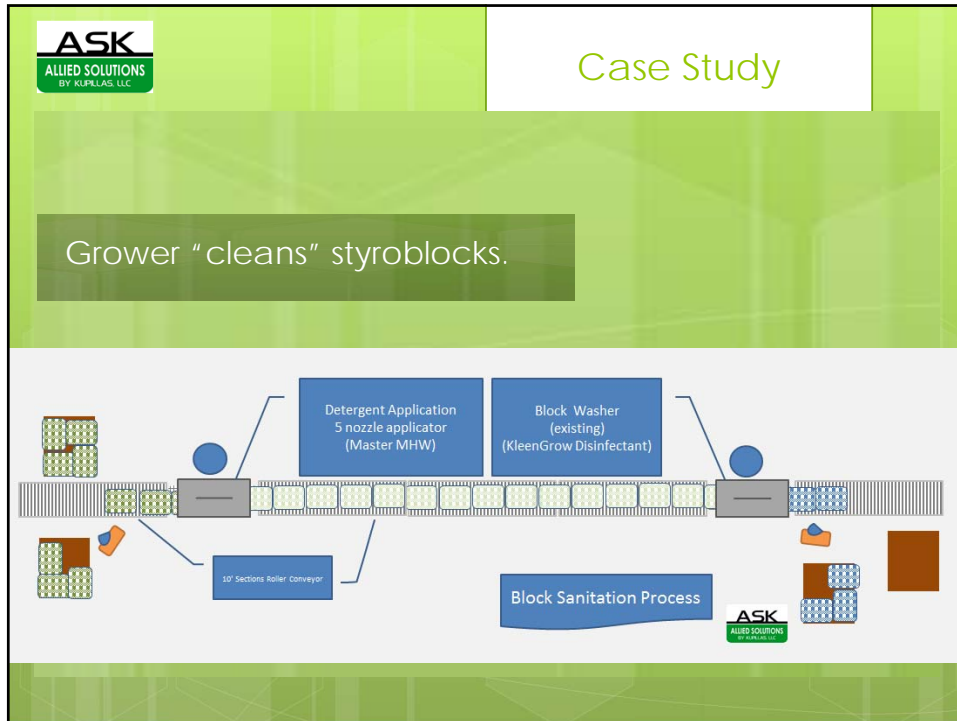 ASK
ALLIED SOLUTIONS
BY KUPILLAS, LLC
Case Study
Grower “cleans” styroblocks.
Detergent Application
5 nozzle applicator
(Master MHW)
Block Washer
(existing)
(KleenGrow Disinfectant)
10' Sections Roller Conveyor
Block Sanitation Process
ASK
ALLIED SOLUTIONS
BY KUPILLAS, LLC